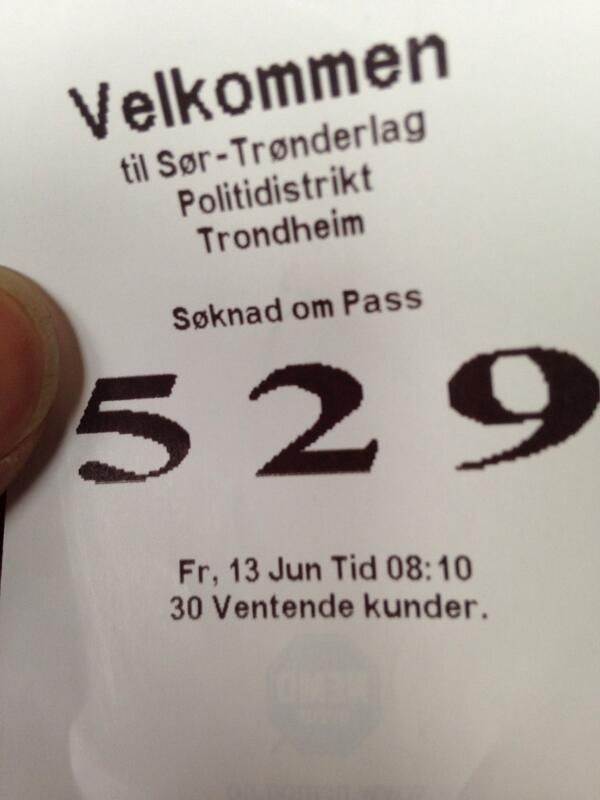 Velkommen
til Sør-Trønderlag
Politidistrikt
Trondheim
Søknad om Pass
529
Fr, 13 Jun Tid 08:10
30 Ventende kunder.